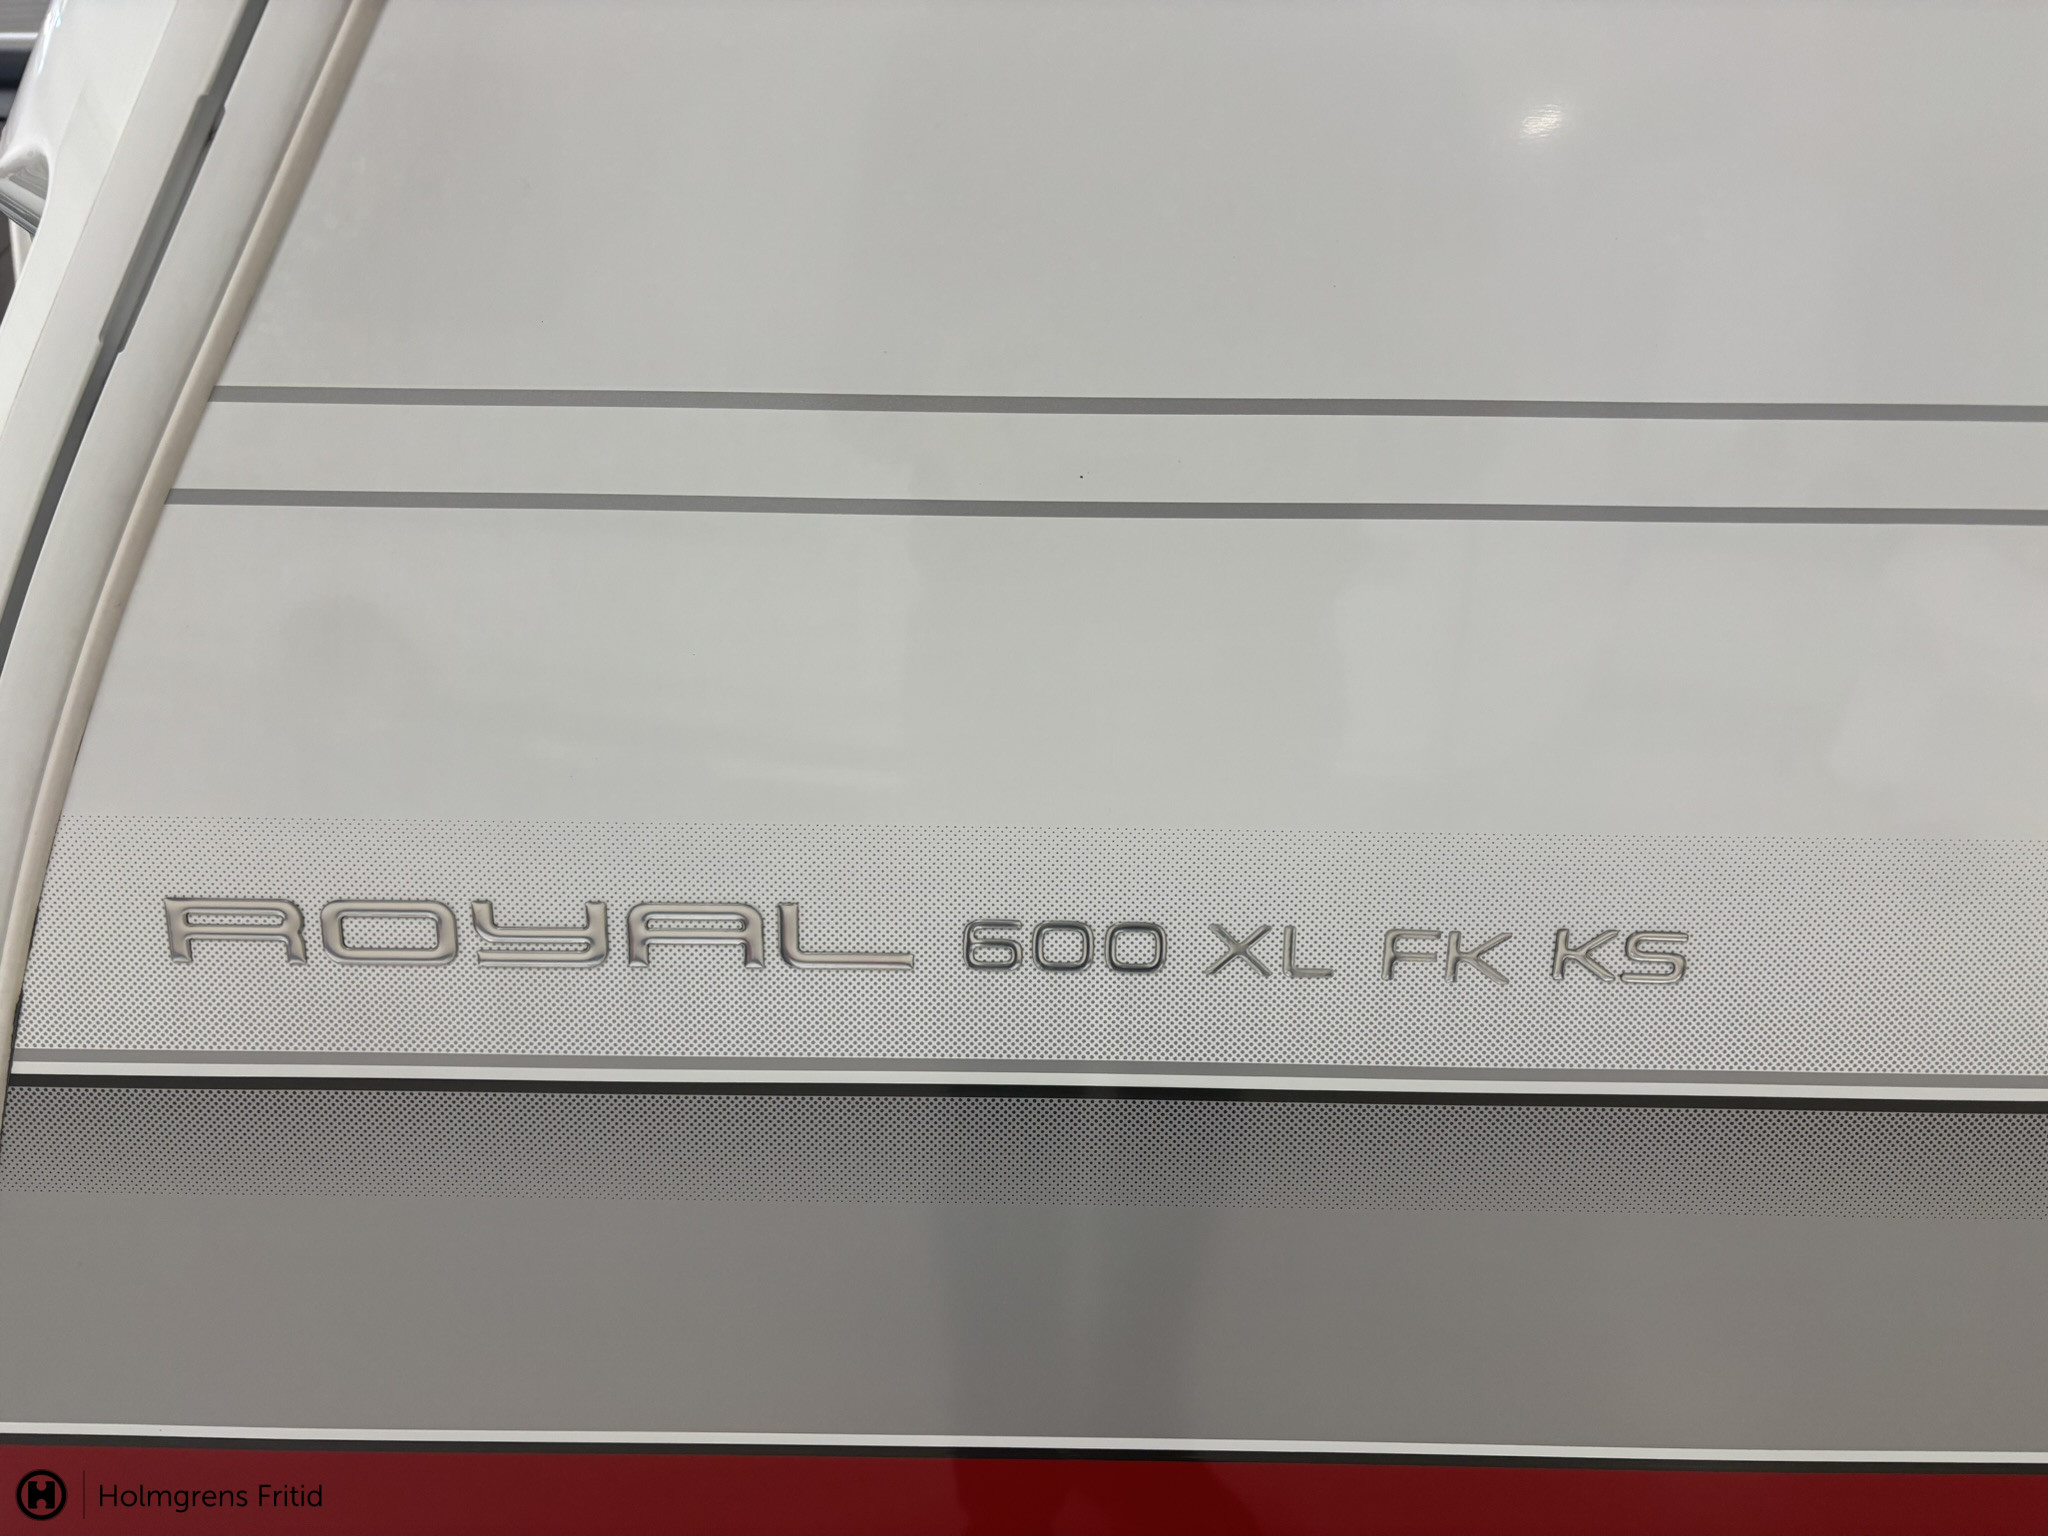 ROYAL 600 XL FK KS
H Holmgrens Fritid